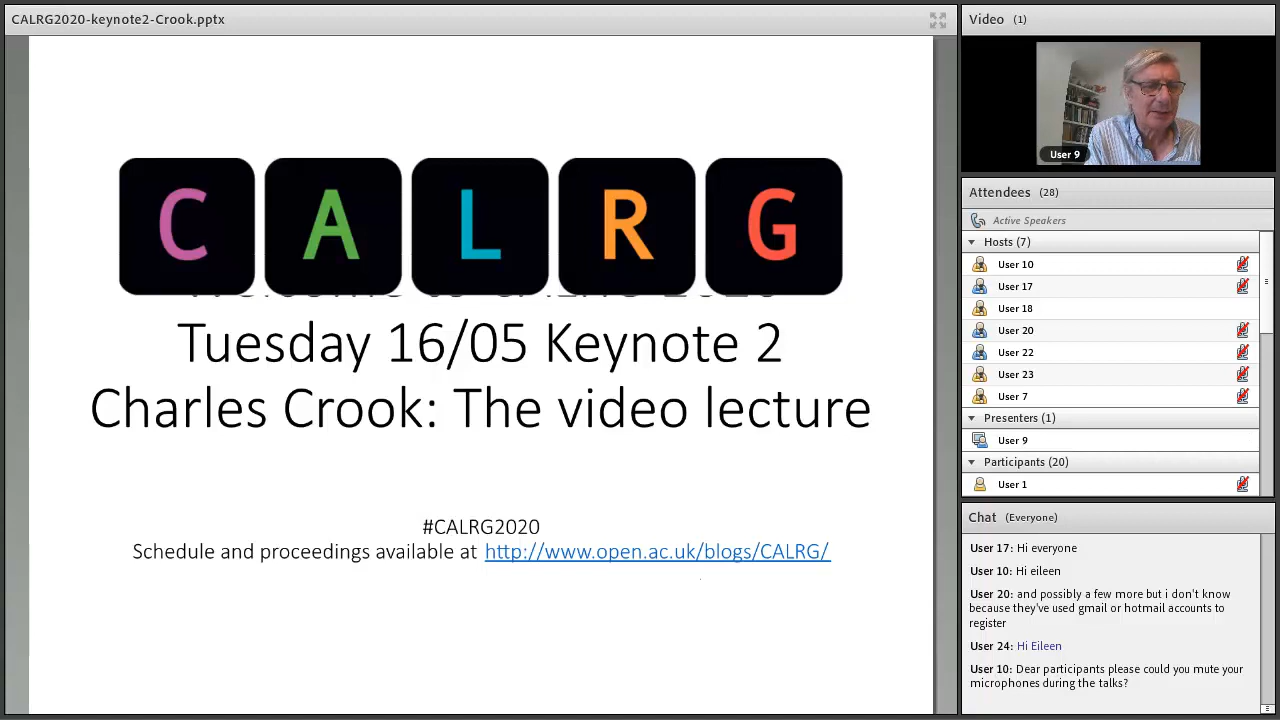 CALRG2020-keynote2-Crook.pptx
C A L R G
Welcome to CALRG 2020
Tuesday 16/05 Keynote 2
Charles Crook: The video lecture
#CALRG2020
Schedule and proceedings available at http://www.open.ac.uk/blogs/CALRG/
Video (1)
User 9
Attendees (28)
Active Speakers
Hosts (7)
User 10
User 17
User 18
User 20
User 22
User 23
User 7
Presenters (1)
User 9
Participants (20)
User 1
Chat (Everyone)
User 17: Hi everyone
User 10: Hi eileen
User 20: and possibly a few more but i don't know
because they've used gmail or hotmail accounts to
register
User 24: Hi Eileen
User 10: Dear participants please could you mute your
microphones during the talks?